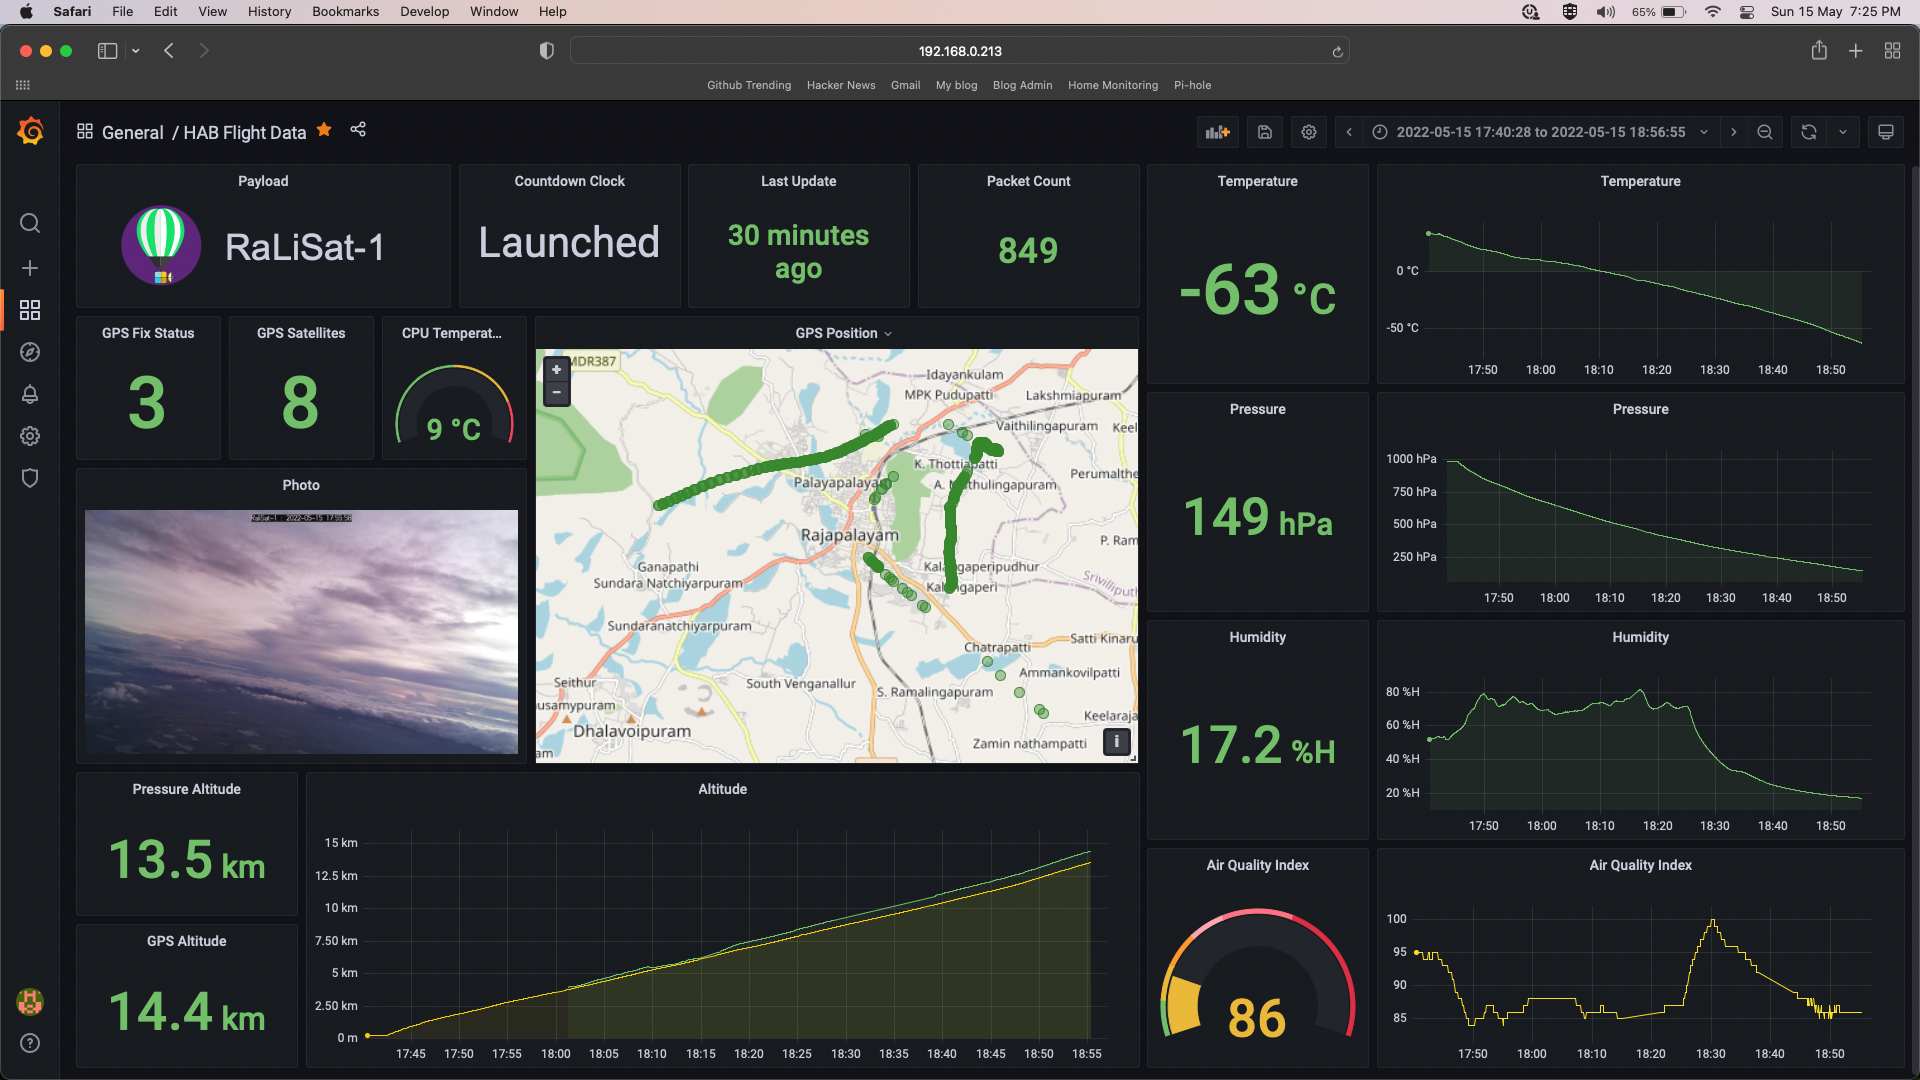 Safari File Edit View History Bookmarks Develop Window Help
65% Sun 15 May 7:25 PM
192.168.0.213
Github Trending Hacker News Gmail My blog Blog Admin Home Monitoring Pi-hole
General / HAB Flight Data
2022-05-15 17:40:28 to 2022-05-15 18:56:55
Payload
RaLiSat-1
Countdown Clock
Launched
Last Update
30 minutes
ago
Packet Count
849
Temperature
-63 °C
Temperature
0 °C
-50 °C
17:50 18:00 18:10 18:20 18:30 18:40 18:50
GPS Fix Status
3
GPS Satellites
8
CPU Temperat...
9 °C
GPS Position
+
−
MDR387
Idayankulam
MPK Pudupatti
Lakshmiapuram
Vaithilingapuram
Keel
K. Thottiapatti
Perumalthe
Palayapalayam
A. Muthulingapuram
Rajapalayam
P. Ram
Ganapathi
Sundara Natchiyarpuram
Kalangaperipudhur
Kalangaperi
Srivilliput
Sundaranatchiyarpuram
Satti Kinaru
Chatrapatti
Ammankovilpatti
Seithur
South Venganallur
S. Ramalingapuram
usamypuram
Keelaraja
Dhalavoipuram
Zamin nathampatti
am
i
Pressure
149 hPa
Pressure
1000 hPa
750 hPa
500 hPa
250 hPa
17:50 18:00 18:10 18:20 18:30 18:40 18:50
Photo
RaLiSat-1 : 2022-05-15 17:55:58
Humidity
17.2 %H
Humidity
80 %H
60 %H
40 %H
20 %H
17:50 18:00 18:10 18:20 18:30 18:40 18:50
Pressure Altitude
13.5 km
GPS Altitude
14.4 km
Altitude
15 km
12.5 km
10 km
7.50 km
5 km
2.50 km
0 m
17:45 17:50 17:55 18:00 18:05 18:10 18:15 18:20 18:25 18:30 18:35 18:40 18:45 18:50 18:55
Air Quality Index
86
Air Quality Index
100
95
90
85
17:50 18:00 18:10 18:20 18:30 18:40 18:50